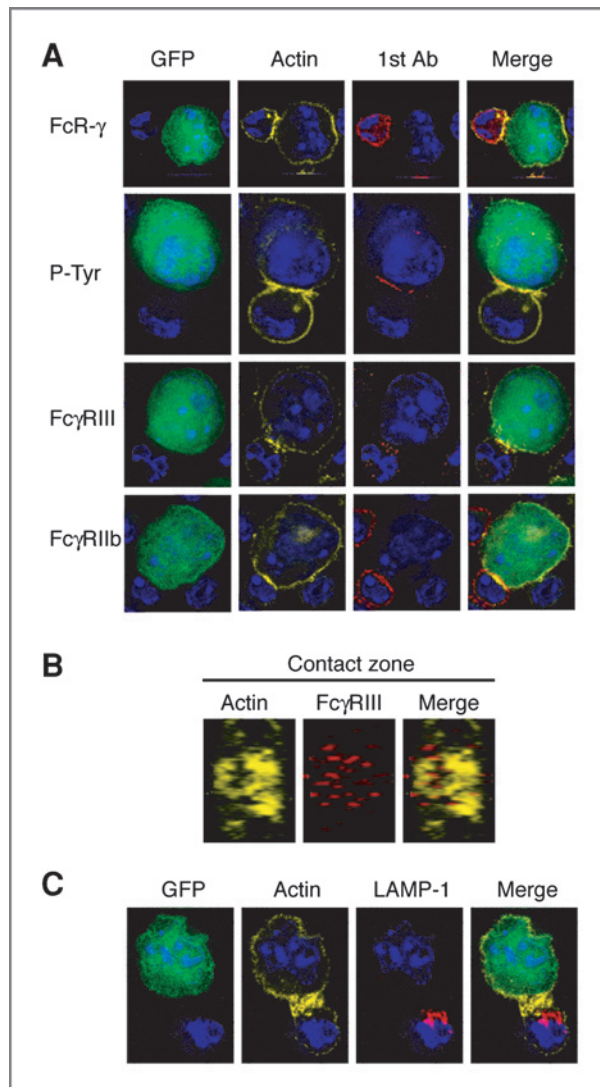 A
GFP Actin 1st Ab Merge
FcR-γ
P-Tyr
FcγRIII
FcγRIIb
B
Contact zone
Actin FcγRIII Merge
C
GFP Actin LAMP-1 Merge